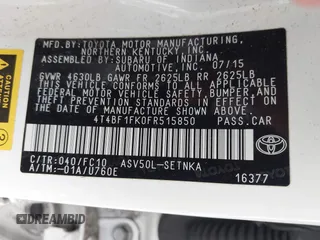 MFD.BY: TOYOTA MOTOR MANUFACTURING,
NORTHERN KENTUCKY, INC.
BY SUBARU OF INDIANA
AUTOMOTIVE, INC. 07/15
GVWR 4630LB GAWR FR 2625LB RR 2625LB
THIS VEHICLE CONFORMS TO ALL APPLICABLE
FEDERAL MOTOR VEHICLE SAFETY, BUMPER, AND
THEFT PREVENTION STANDARDS IN EFFECT ON
THE DATE OF MANUFACTURE SHOWN ABOVE.
4T4BF1FK0FR515850 PASS.CAR
C/TR:040/FC10 ASV50L-SETNKA
A/TM:-01A/U760E
TOYOTA
16377
DREAMBID